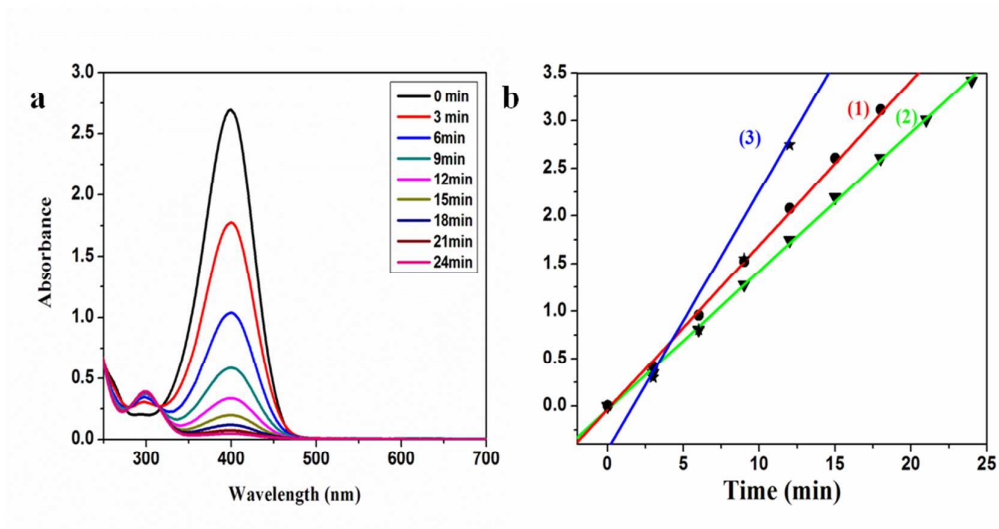 a
3.0
2.5
2.0
1.5
1.0
0.5
0.0
Absorbance
300
400
500
600
700
Wavelength (nm)
0 min
3 min
6min
9min
12min
15min
18min
21min
24min
b
3.5
3.0
2.5
2.0
1.5
1.0
0.5
0.0
(3)
(1)
(2)
0
5
10
15
20
25
Time (min)